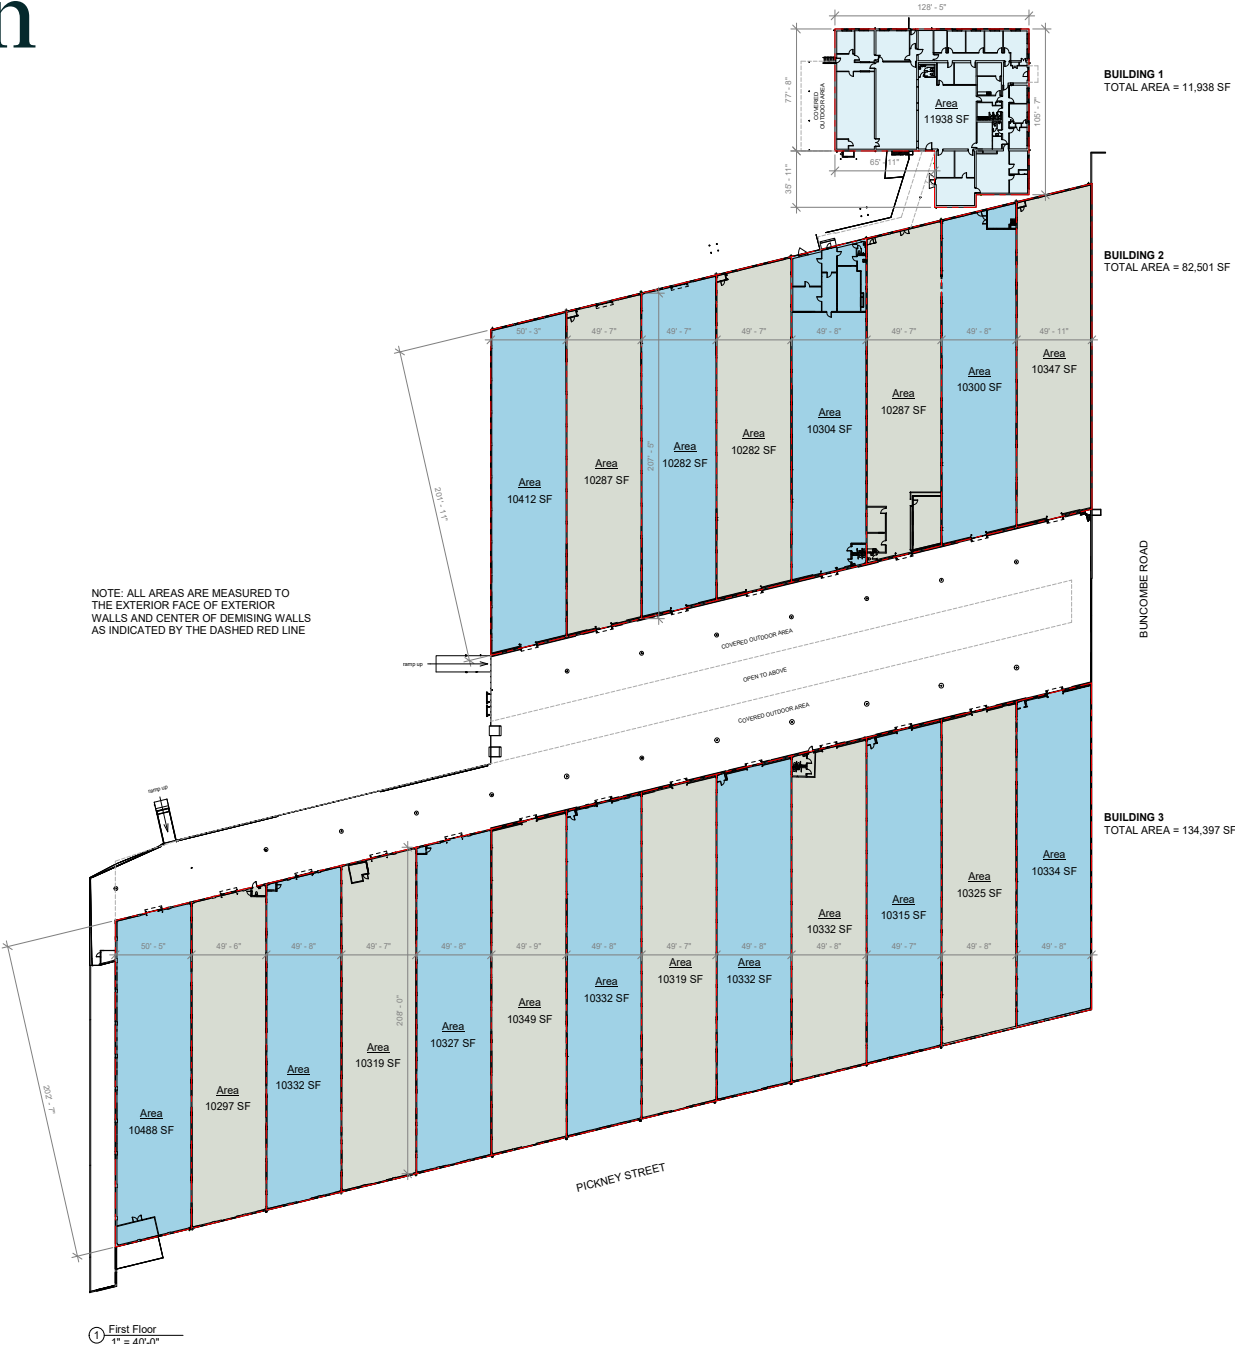 n
128' - 5"
77' - 8"
COVERED
OUTDOOR AREA
Area
11938 SF
105' - 7"
65' - 11"
35' - 11"
BUILDING 1
TOTAL AREA = 11,938 SF
BUILDING 2
TOTAL AREA = 82,501 SF
50' - 3"
49' - 7"
49' - 7"
49' - 7"
49' - 8"
49' - 7"
49' - 8"
49' - 11"
201' - 11"
207' - 5"
Area
10412 SF
Area
10287 SF
Area
10282 SF
Area
10282 SF
Area
10304 SF
Area
10287 SF
Area
10300 SF
Area
10347 SF
NOTE: ALL AREAS ARE MEASURED TO
THE EXTERIOR FACE OF EXTERIOR
WALLS AND CENTER OF DEMISING WALLS
AS INDICATED BY THE DASHED RED LINE
BUNCOMBE ROAD
ramp up
COVERED OUTDOOR AREA
OPEN TO ABOVE
COVERED OUTDOOR AREA
ramp up
BUILDING 3
TOTAL AREA = 134,397 SF
50' - 5"
49' - 6"
49' - 8"
49' - 7"
49' - 8"
49' - 9"
49' - 8"
49' - 7"
49' - 8"
49' - 8"
49' - 7"
49' - 8"
49' - 8"
202' - 7"
208' - 0"
Area
10488 SF
Area
10297 SF
Area
10332 SF
Area
10319 SF
Area
10327 SF
Area
10349 SF
Area
10332 SF
Area
10319 SF
Area
10332 SF
Area
10332 SF
Area
10315 SF
Area
10325 SF
Area
10334 SF
PICKNEY STREET
1 First Floor
1" = 40'-0"